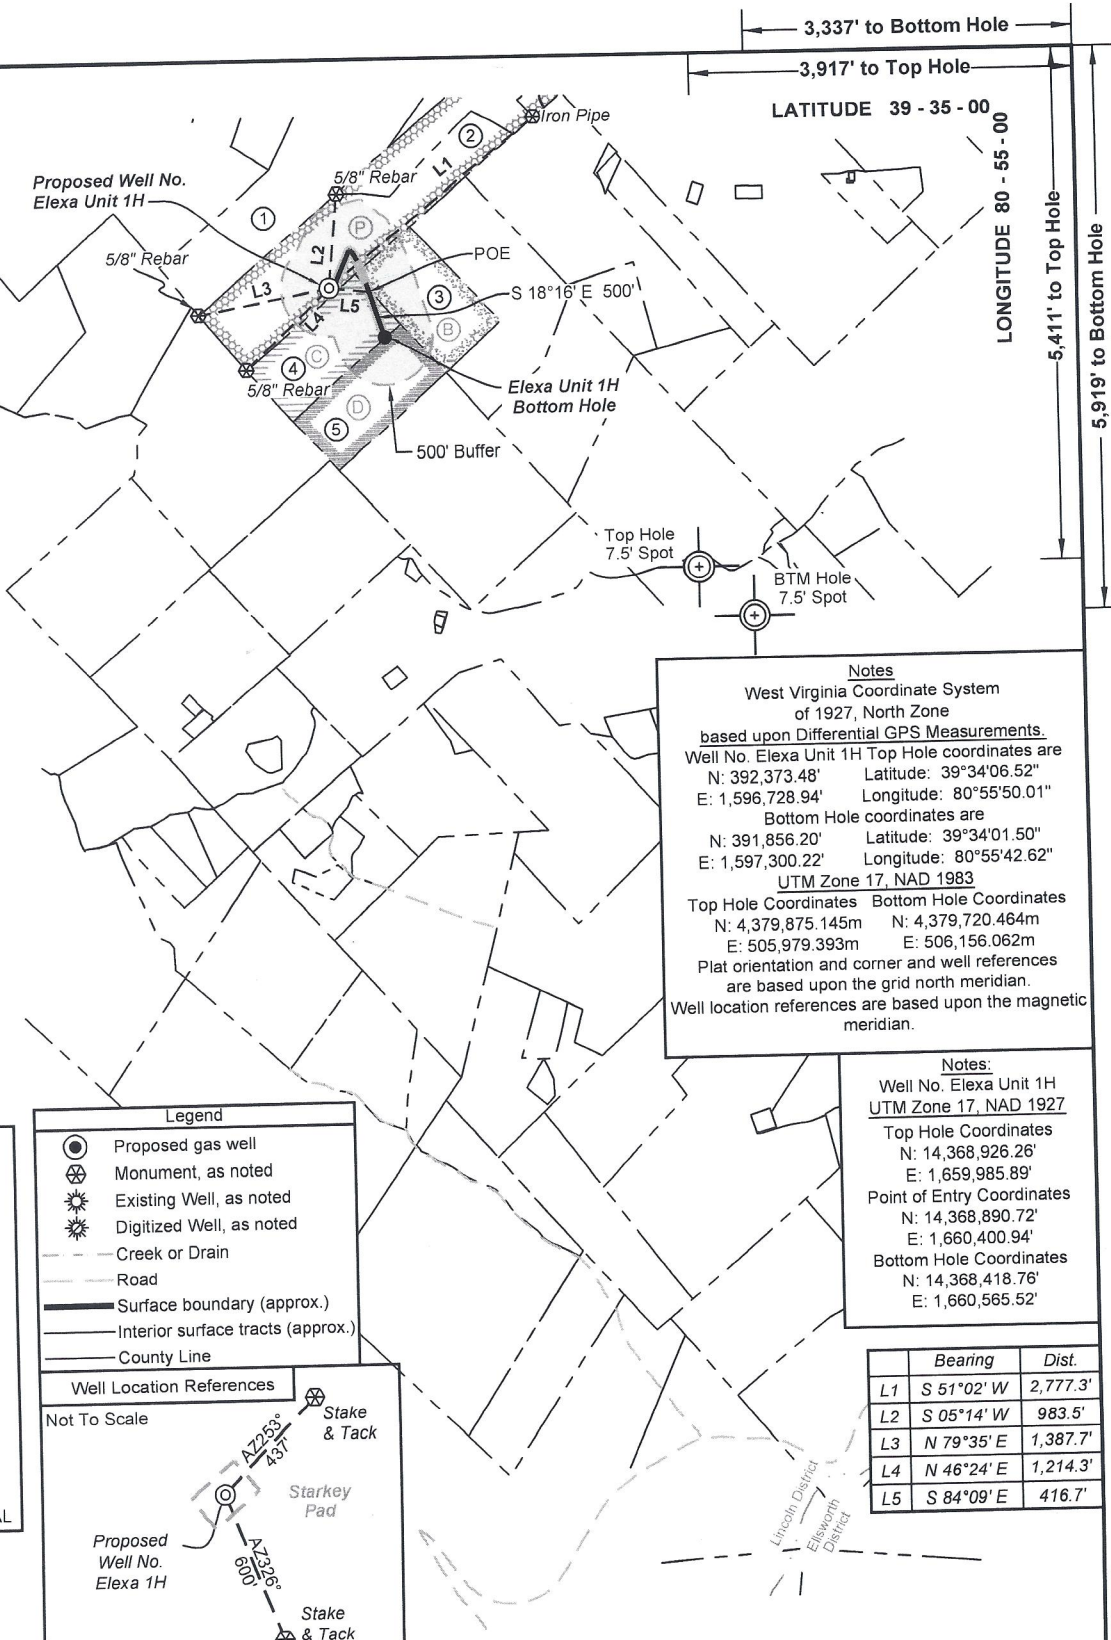 3,337' to Bottom Hole
3,917' to Top Hole
LATITUDE 39 - 35 - 00
LONGITUDE 80 - 55 - 00
5,411' to Top Hole
5,919' to Bottom Hole
Iron Pipe
2
L1
5/8" Rebar
Proposed Well No.
Elexa Unit 1H
1
P
L2
5/8" Rebar
POE
L3
L5
L4
3
S 18°16' E 500'
B
C
4
5/8" Rebar
Elexa Unit 1H
Bottom Hole
D
5
500' Buffer
Top Hole
7.5' Spot
BTM Hole
7.5' Spot
Notes
West Virginia Coordinate System
of 1927, North Zone
based upon Differential GPS Measurements.
Well No. Elexa Unit 1H Top Hole coordinates are
N: 392,373.48' Latitude: 39°34'06.52"
E: 1,596,728.94' Longitude: 80°55'50.01"
Bottom Hole coordinates are
N: 391,856.20' Latitude: 39°34'01.50"
E: 1,597,300.22' Longitude: 80°55'42.62"
UTM Zone 17, NAD 1983
Top Hole Coordinates Bottom Hole Coordinates
N: 4,379,875.145m N: 4,379,720.464m
E: 505,979.393m E: 506,156.062m
Plat orientation and corner and well references
are based upon the grid north meridian.
Well location references are based upon the magnetic
meridian.
Notes:
Well No. Elexa Unit 1H
UTM Zone 17, NAD 1927
Top Hole Coordinates
N: 14,368,926.26'
E: 1,659,985.89'
Point of Entry Coordinates
N: 14,368,890.72'
E: 1,660,400.94'
Bottom Hole Coordinates
N: 14,368,418.76'
E: 1,660,565.52'
Legend
Proposed gas well
Monument, as noted
Existing Well, as noted
Digitized Well, as noted
Creek or Drain
Road
Surface boundary (approx.)
Interior surface tracts (approx.)
County Line
Bearing Dist.
L1 S 51°02' W 2,777.3'
L2 S 05°14' W 983.5'
L3 N 79°35' E 1,387.7'
L4 N 46°24' E 1,214.3'
L5 S 84°09' E 416.7'
Well Location References
Not To Scale
Stake
& Tack
AZ253°
437'
Starkey
Pad
Proposed
Well No.
Elexa 1H
AZ326°
600'
Stake
& Tack
Lincoln District
Ellsworth
District